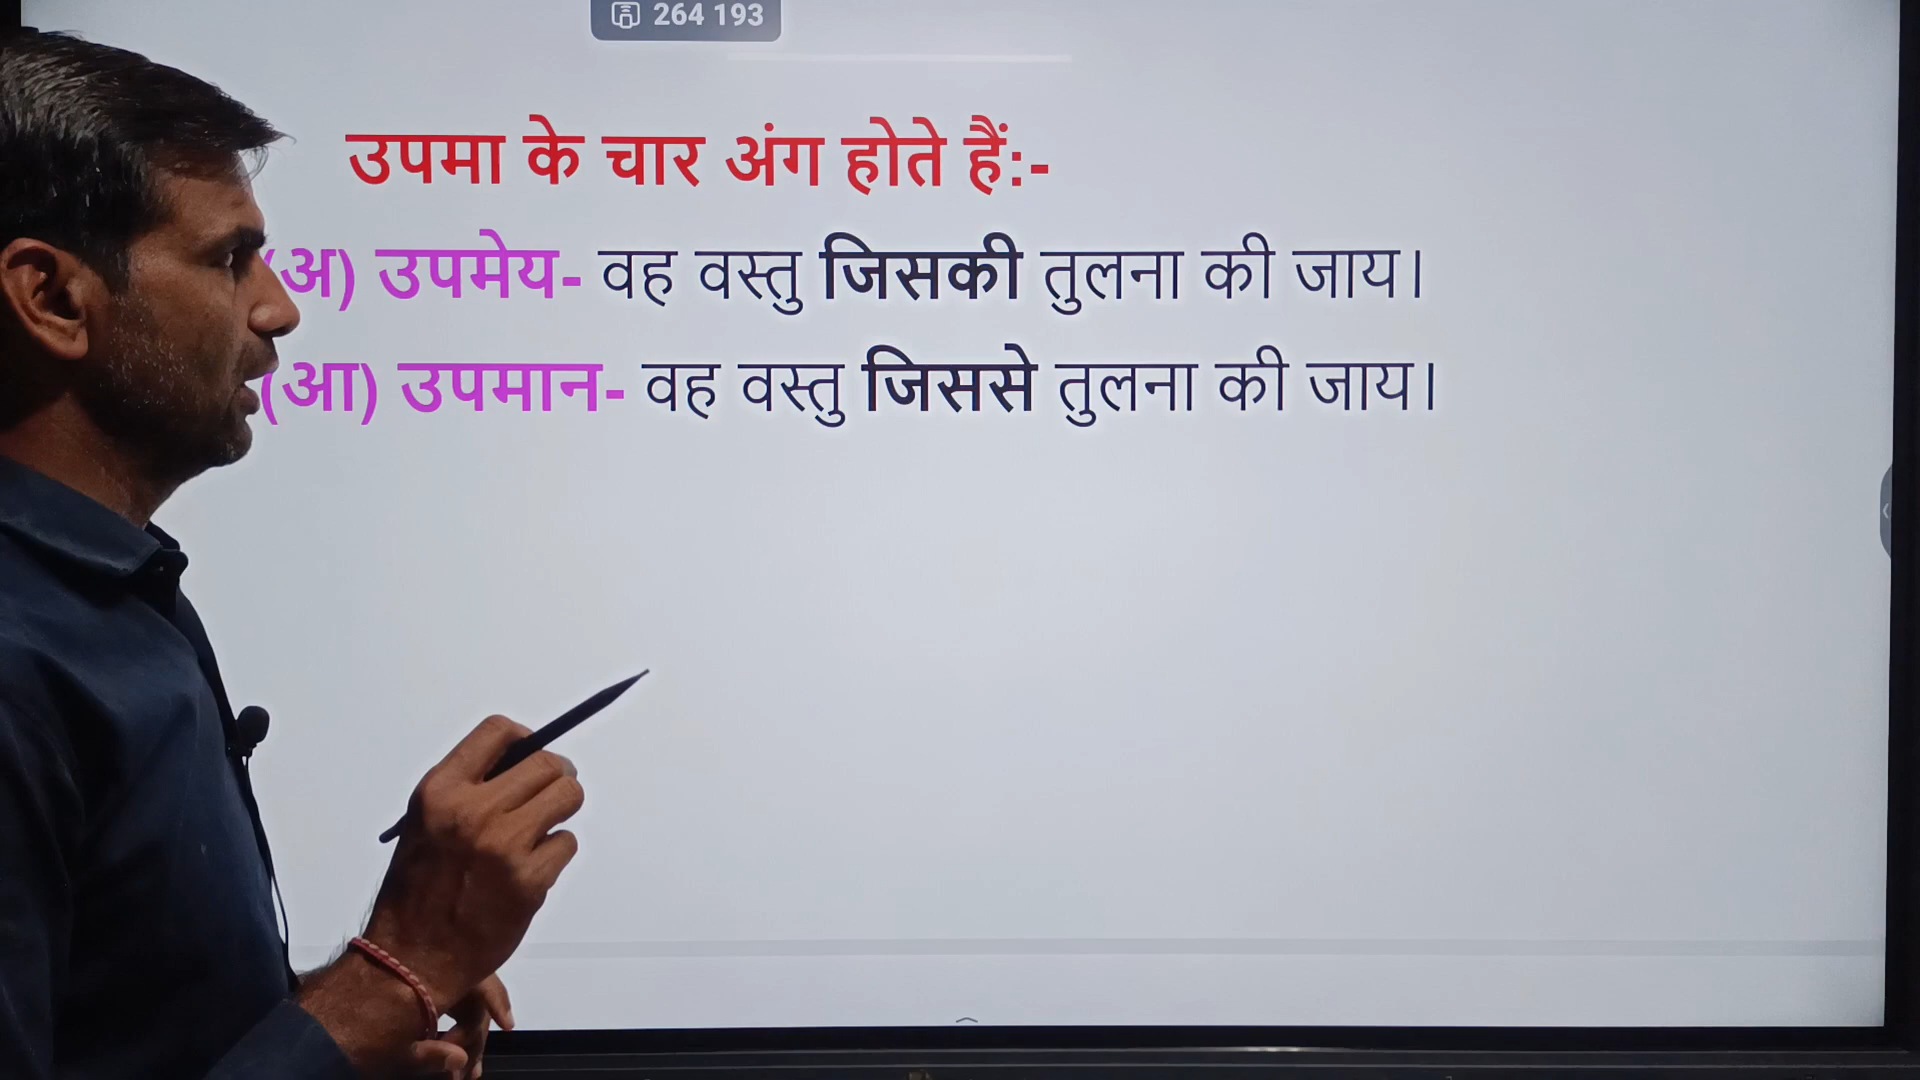 264 193
उपमा के चार अंग होते हैं:-
(अ) उपमेय- वह वस्तु जिसकी तुलना की जाय।
(आ) उपमान- वह वस्तु जिससे तुलना की जाय।